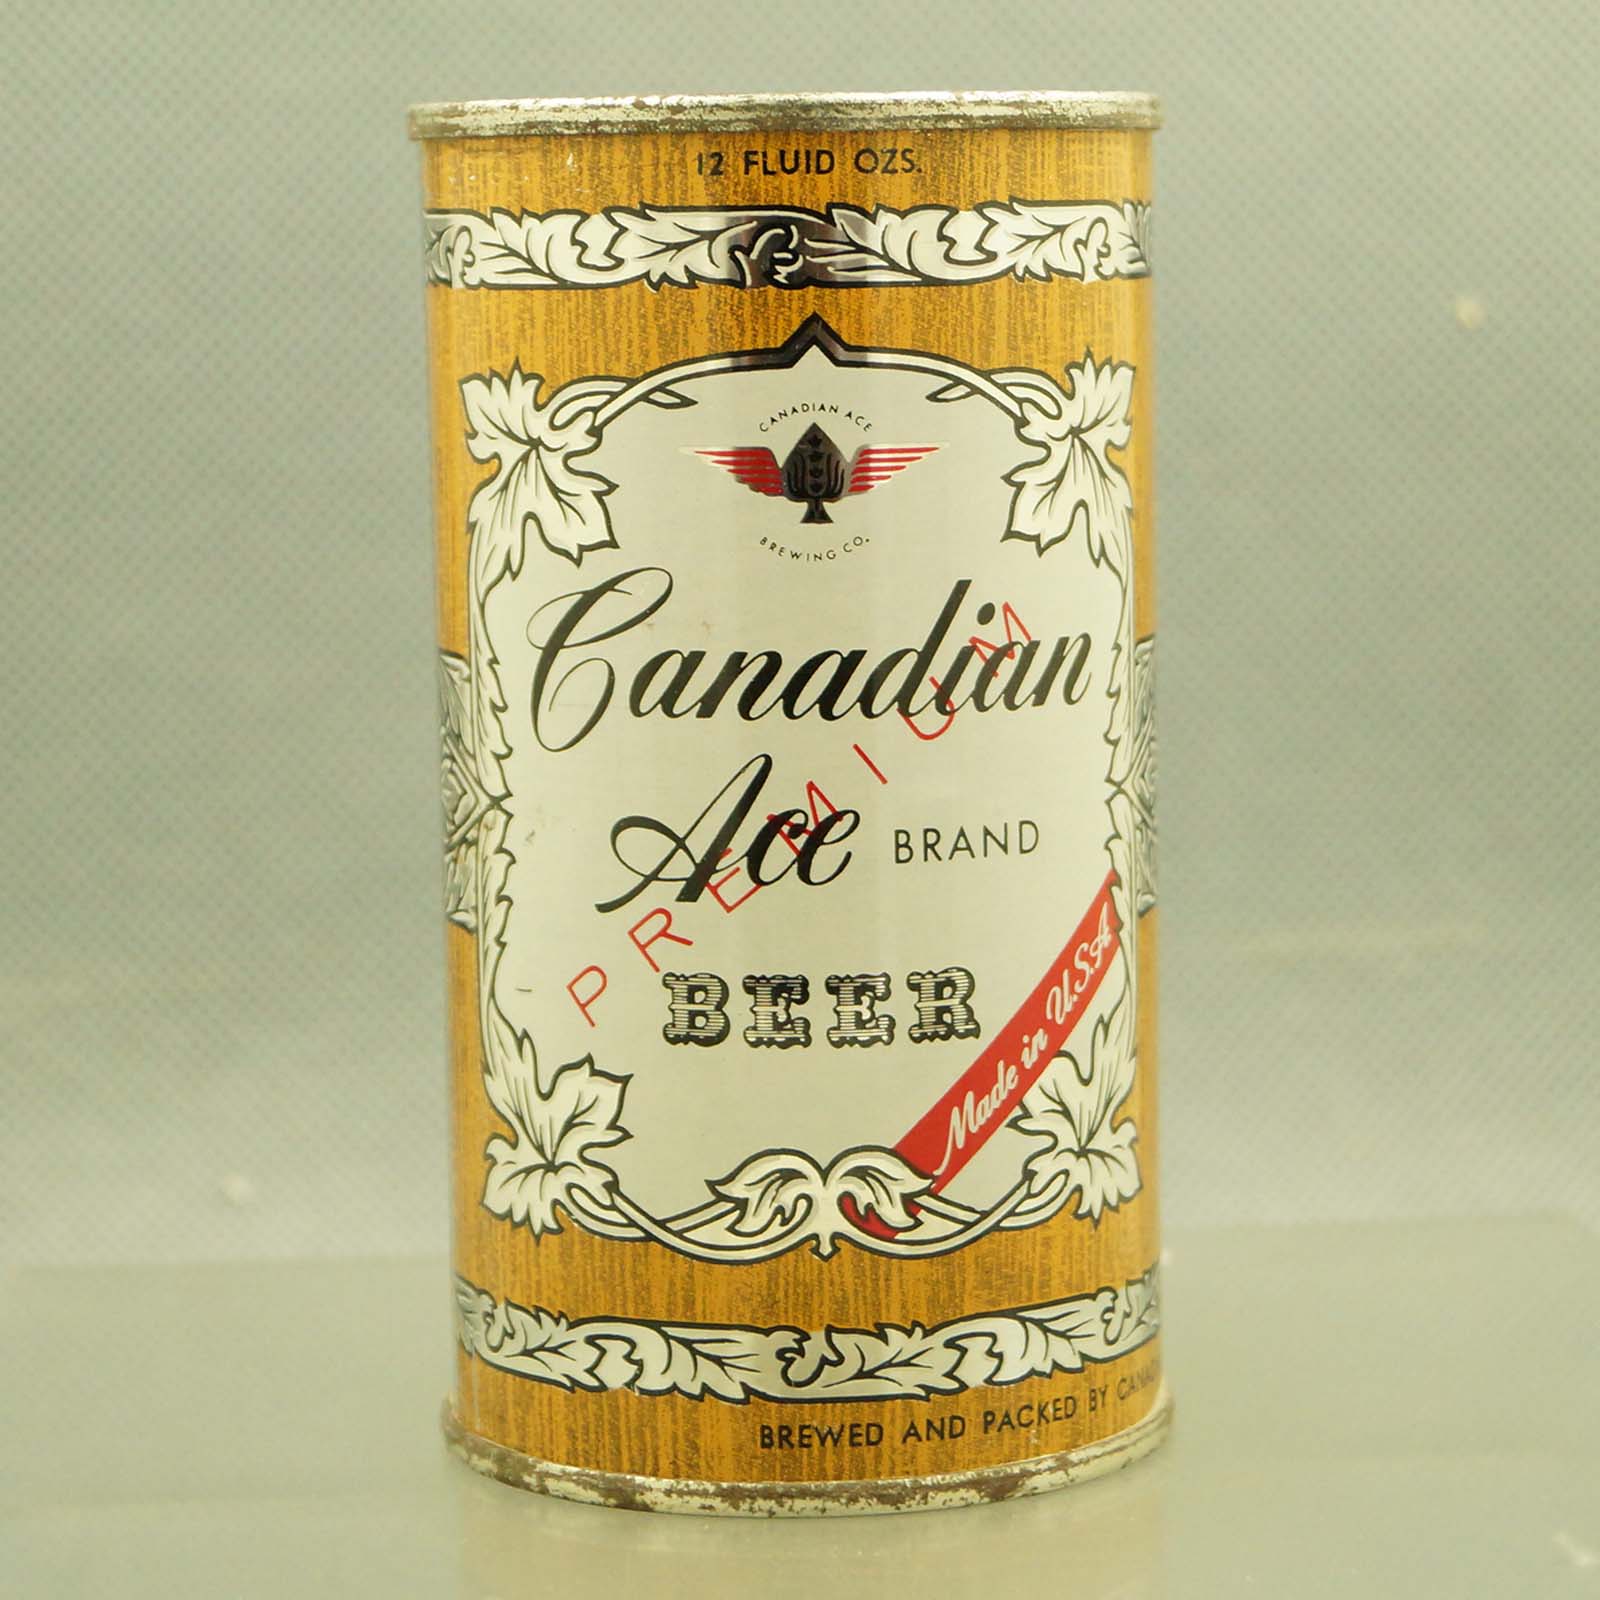 12 FLUID OZS.
CANADIAN ACE
BREWING CO.
Canadian
Ace BRAND
PREMIUM
BEER
Made in U.S.A
BREWED AND PACKED BY